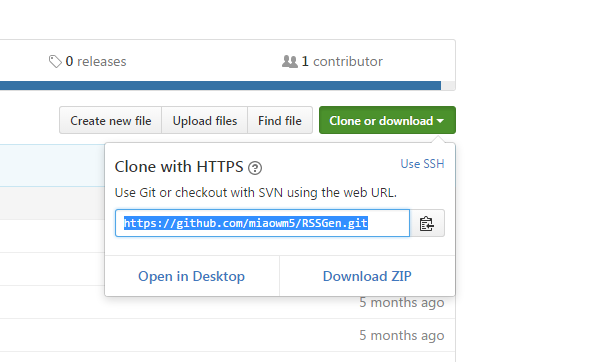 0 releases
1 contributor
Create new file
Upload files
Find file
Clone or download
Clone with HTTPS ?
Use SSH
Use Git or checkout with SVN using the web URL.
https://github.com/miaowm5/RSSGen.git
Open in Desktop
Download ZIP
5 months ago
5 months ago